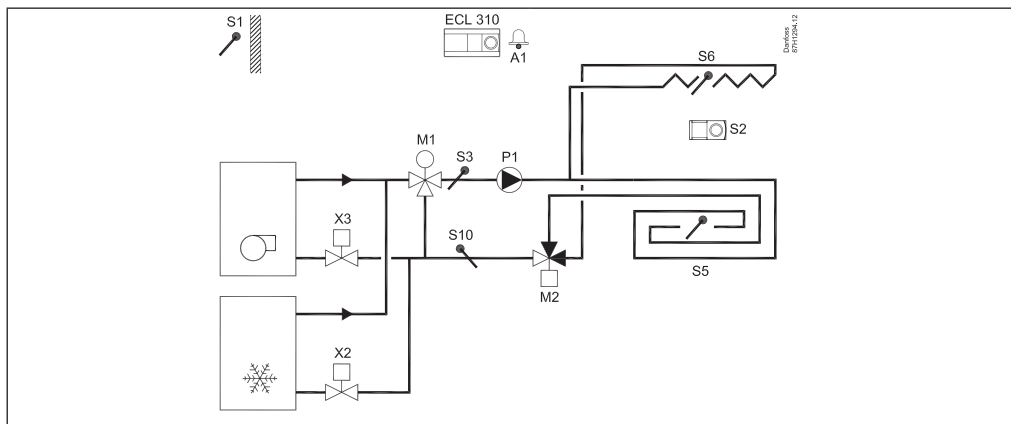 S1
ECL 310
A1
Danfoss
87H1294.12
S6
S2
M1
S3
P1
X3
S10
S5
M2
X2